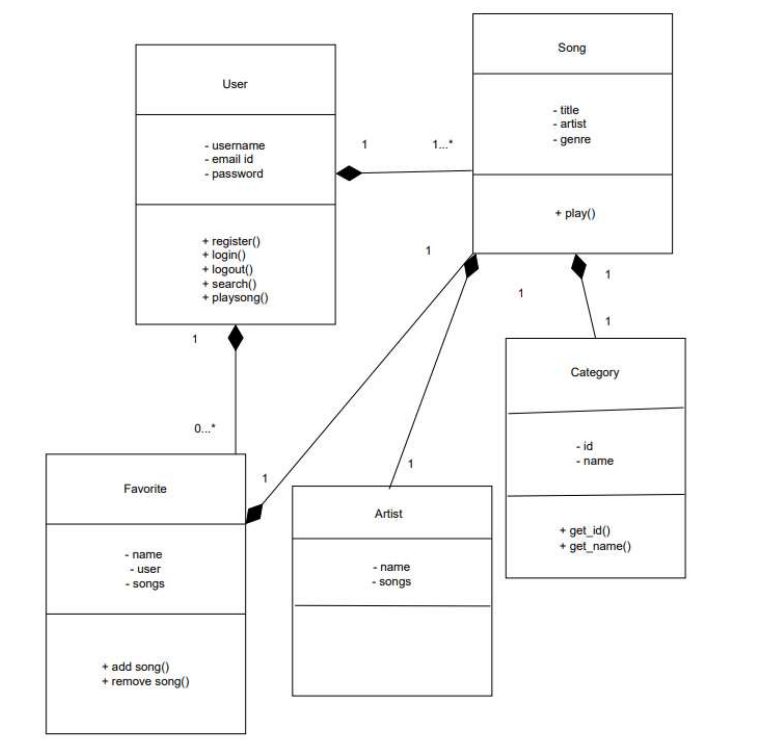 User
- username
- email id
- password
+ register()
+ login()
+ logout()
+ search()
+ playsong()
1
1...*
Song
- title
- artist
- genre
+ play()
1
1
1
1
1
0...*
1
1
Category
- id
- name
+ get_id()
+ get_name()
Favorite
- name
- user
- songs
+ add song()
+ remove song()
Artist
- name
- songs